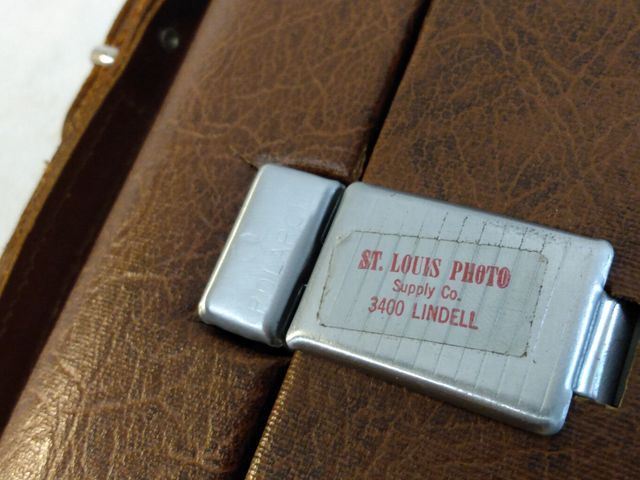 POLAROID
ST. LOUIS PHOTO
Supply Co.
3400 LINDELL